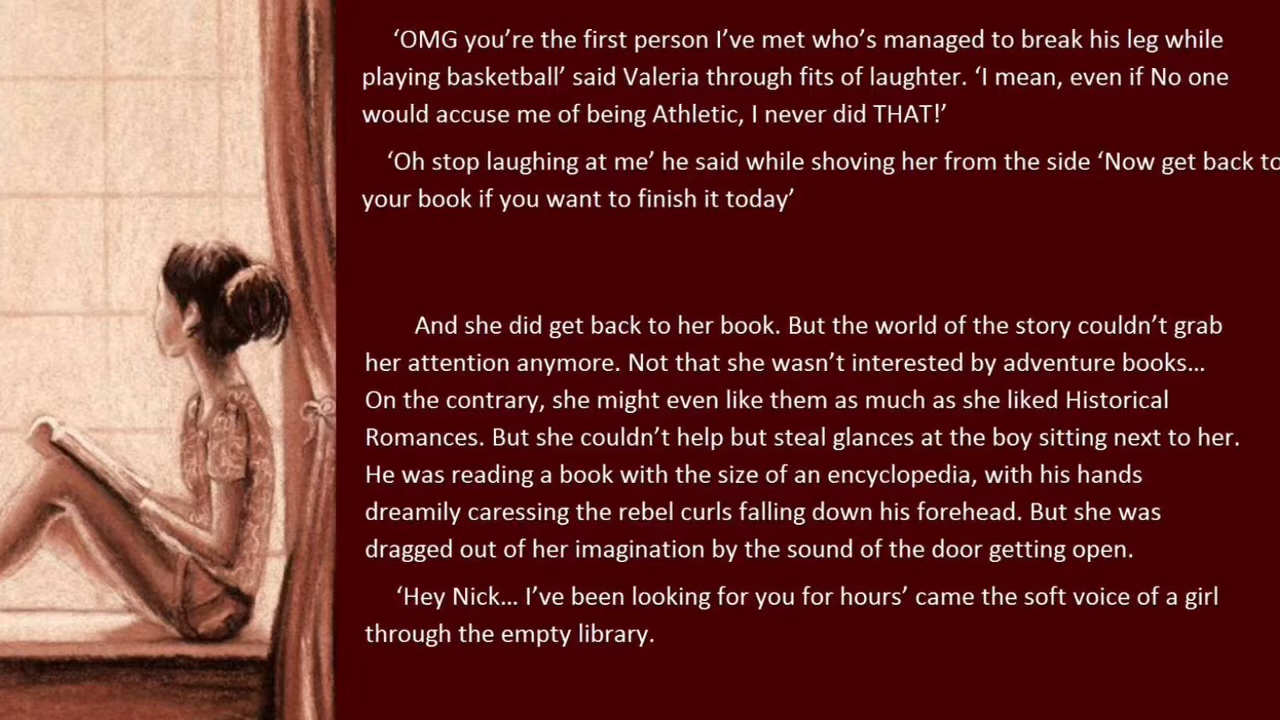 ‘OMG you’re the first person I’ve met who’s managed to break his leg while
playing basketball’ said Valeria through fits of laughter. ‘I mean, even if No one
would accuse me of being Athletic, I never did THAT!’
‘Oh stop laughing at me’ he said while shoving her from the side ‘Now get back to
your book if you want to finish it today’
And she did get back to her book. But the world of the story couldn’t grab
her attention anymore. Not that she wasn’t interested by adventure books…
On the contrary, she might even like them as much as she liked Historical
Romances. But she couldn’t help but steal glances at the boy sitting next to her.
He was reading a book with the size of an encyclopedia, with his hands
dreamily caressing the rebel curls falling down his forehead. But she was
dragged out of her imagination by the sound of the door getting open.
‘Hey Nick… I’ve been looking for you for hours’ came the soft voice of a girl
through the empty library.